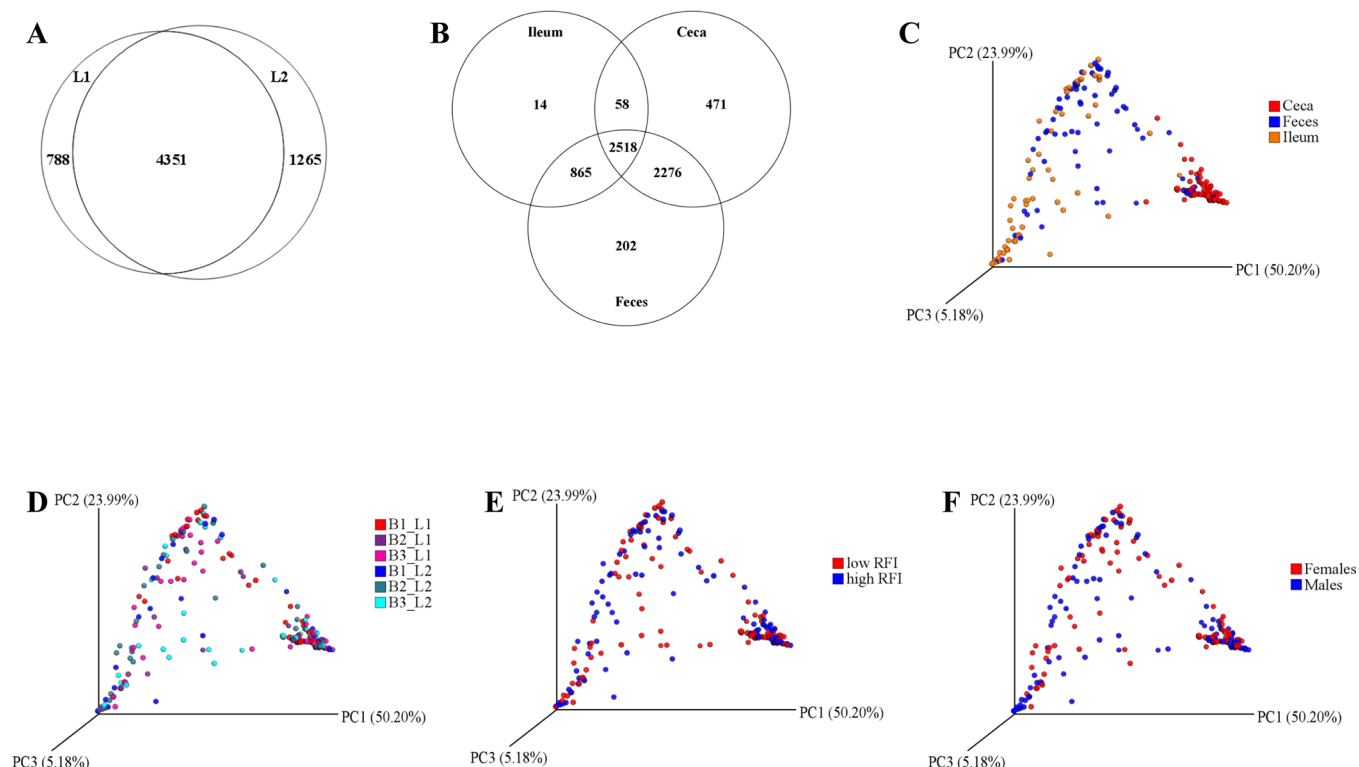 A
L1
L2
788
4351
1265
B
Ileum
Ceca
14
58
471
2518
865
2276
202
Feces
C
PC2 (23.99%)
Ceca
Feces
Ileum
PC1 (50.20%)
PC3 (5.18%)
D
PC2 (23.99%)
B1_L1
B2_L1
B3_L1
B1_L2
B2_L2
B3_L2
PC1 (50.20%)
PC3 (5.18%)
E
PC2 (23.99%)
low RFI
high RFI
PC1 (50.20%)
PC3 (5.18%)
F
PC2 (23.99%)
Females
Males
PC1 (50.20%)
PC3 (5.18%)